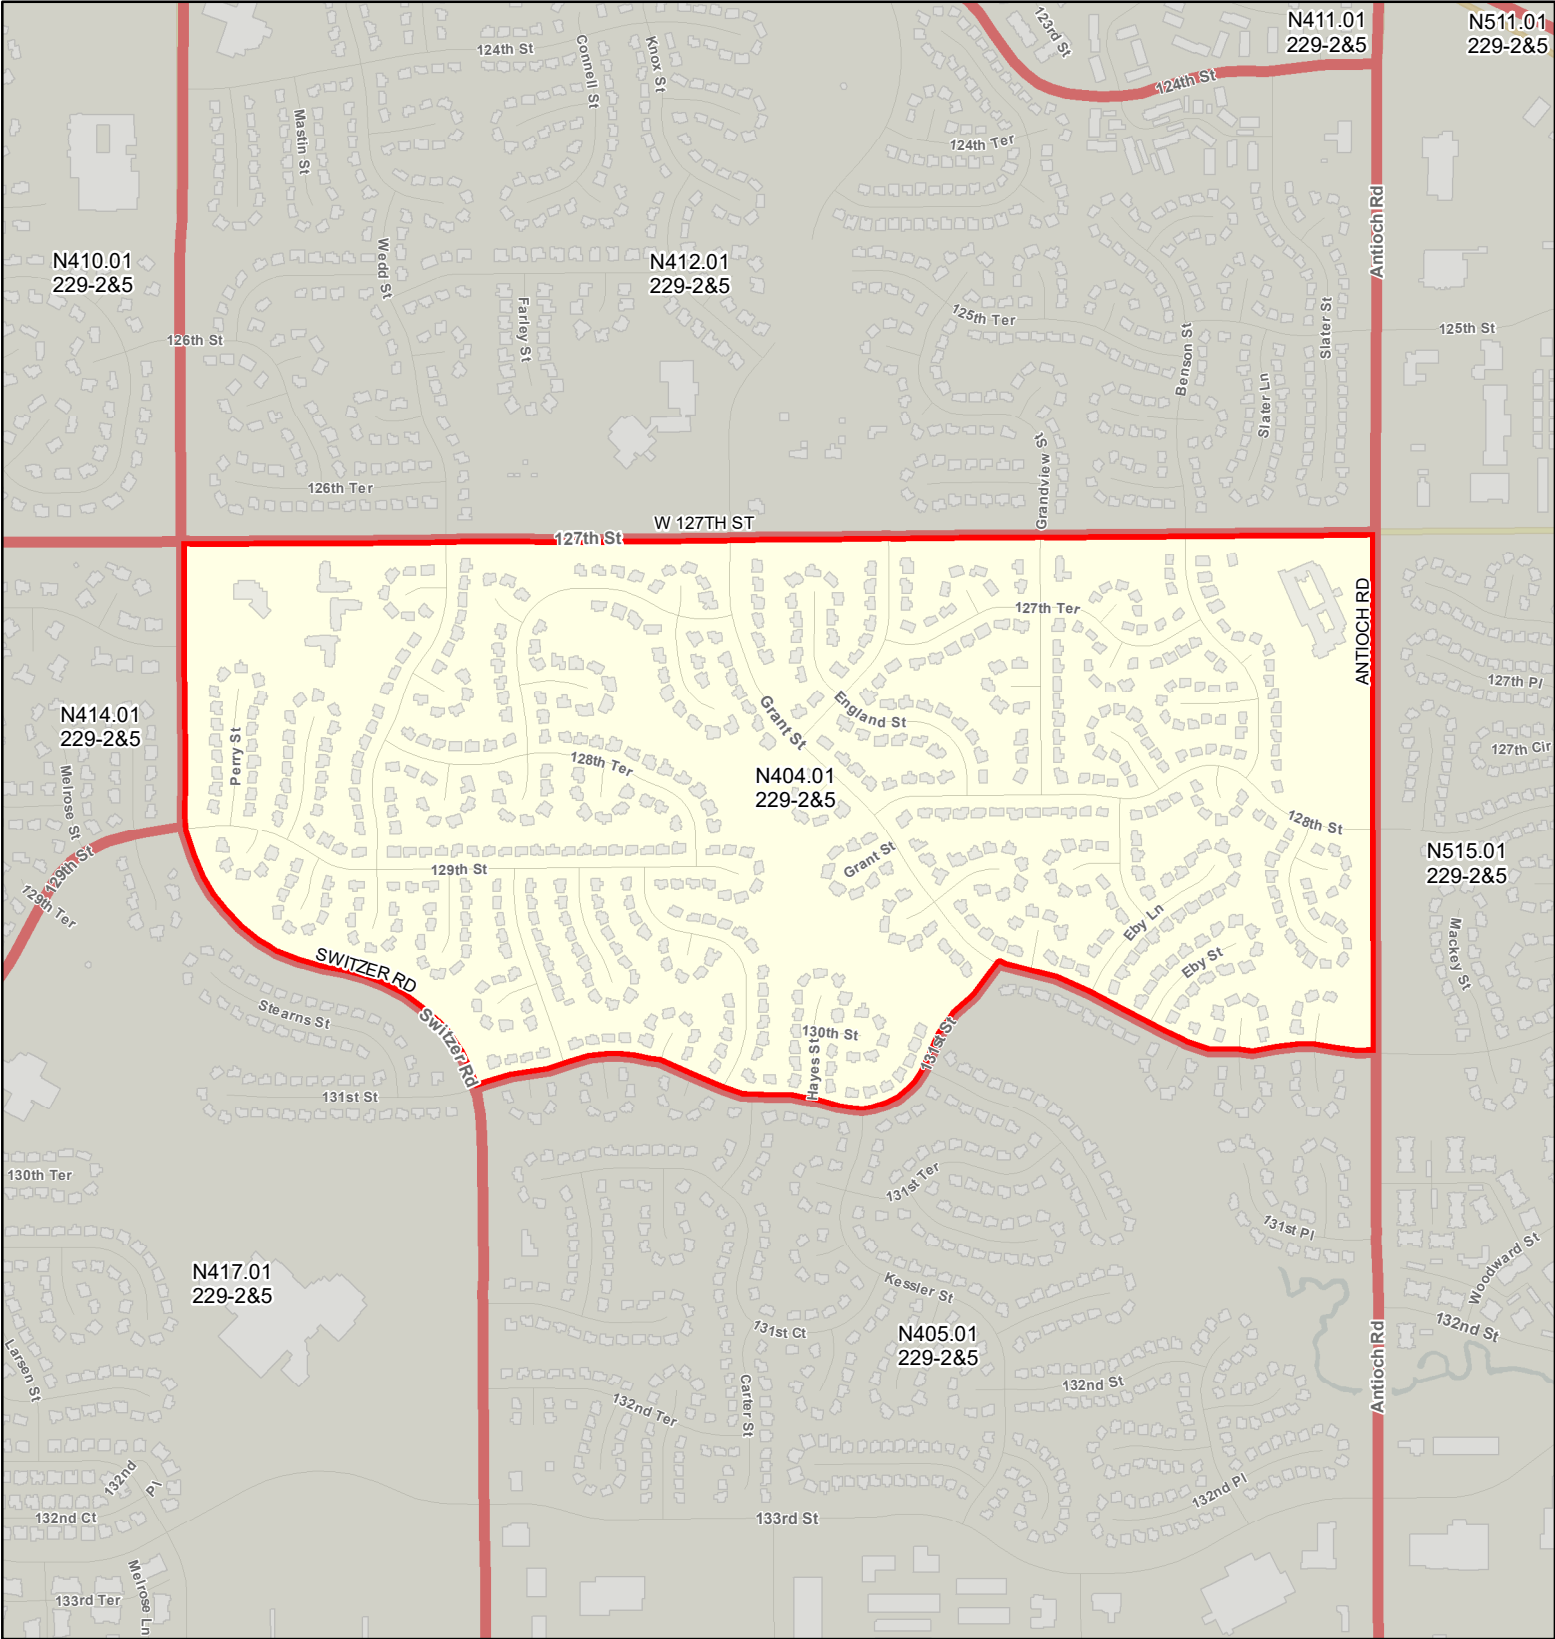 N411.01
229-2&5
N511.01
229-2&5
123rd St
124th St
Connell St
Knox St
124th St
Mastin St
124th Ter
Antioch Rd
N410.01
229-2&5
Wedd St
N412.01
229-2&5
Farley St
125th Ter
Benson St
Slater St
125th St
126th St
Slater Ln
Grandview St
126th Ter
W 127TH ST
127th St
ANTIOCH RD
127th Ter
127th Pl
Perry St
N414.01
229-2&5
Grant St
England St
127th Cir
Melrose St
128th Ter
N404.01
229-2&5
128th St
129th St
129th Ter
129th St
Grant St
N515.01
229-2&5
Eby Ln
Eby St
Mackey St
SWITZER RD
Stearns St
Switzer Rd
130th St
Hayes St
131st St
131st St
130th Ter
131st Ter
131st Pl
Woodward St
N417.01
229-2&5
Kessler St
131st Ct
N405.01
229-2&5
132nd St
Antioch Rd
Larsen St
132nd St
132nd Ter
Carter St
132nd Pl
132nd Pl
132nd Ct
133rd St
Melrose Ln
133rd Ter